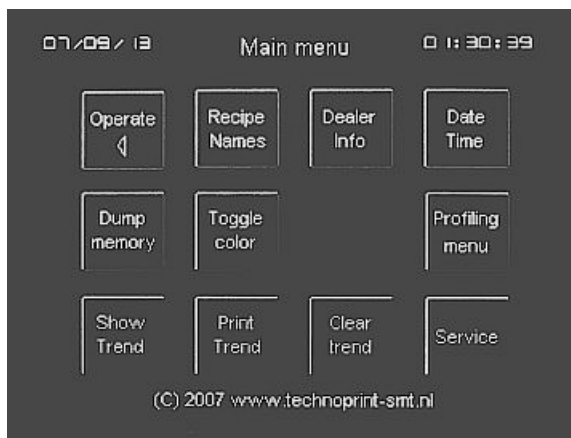 07/09/13 Main menu 01:30:39
Operate Recipe Names Dealer Info Date Time
Dump memory Toggle color Profiling menu
Show Trend Print Trend Clear trend Service
(C) 2007 www.technoprint-smt.nl